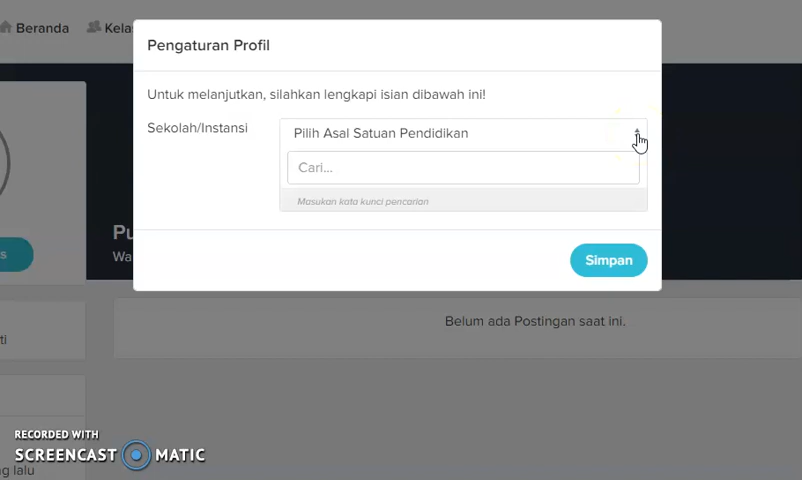 Beranda
Kelas
Pengaturan Profil
Untuk melanjutkan, silahkan lengkapi isian dibawah ini!
Sekolah/Instansi
Pilih Asal Satuan Pendidikan
Cari...
Masukan kata kunci pencarian
Simpan
Belum ada Postingan saat ini.
RECORDED WITH
SCREENCAST MATIC
lalu